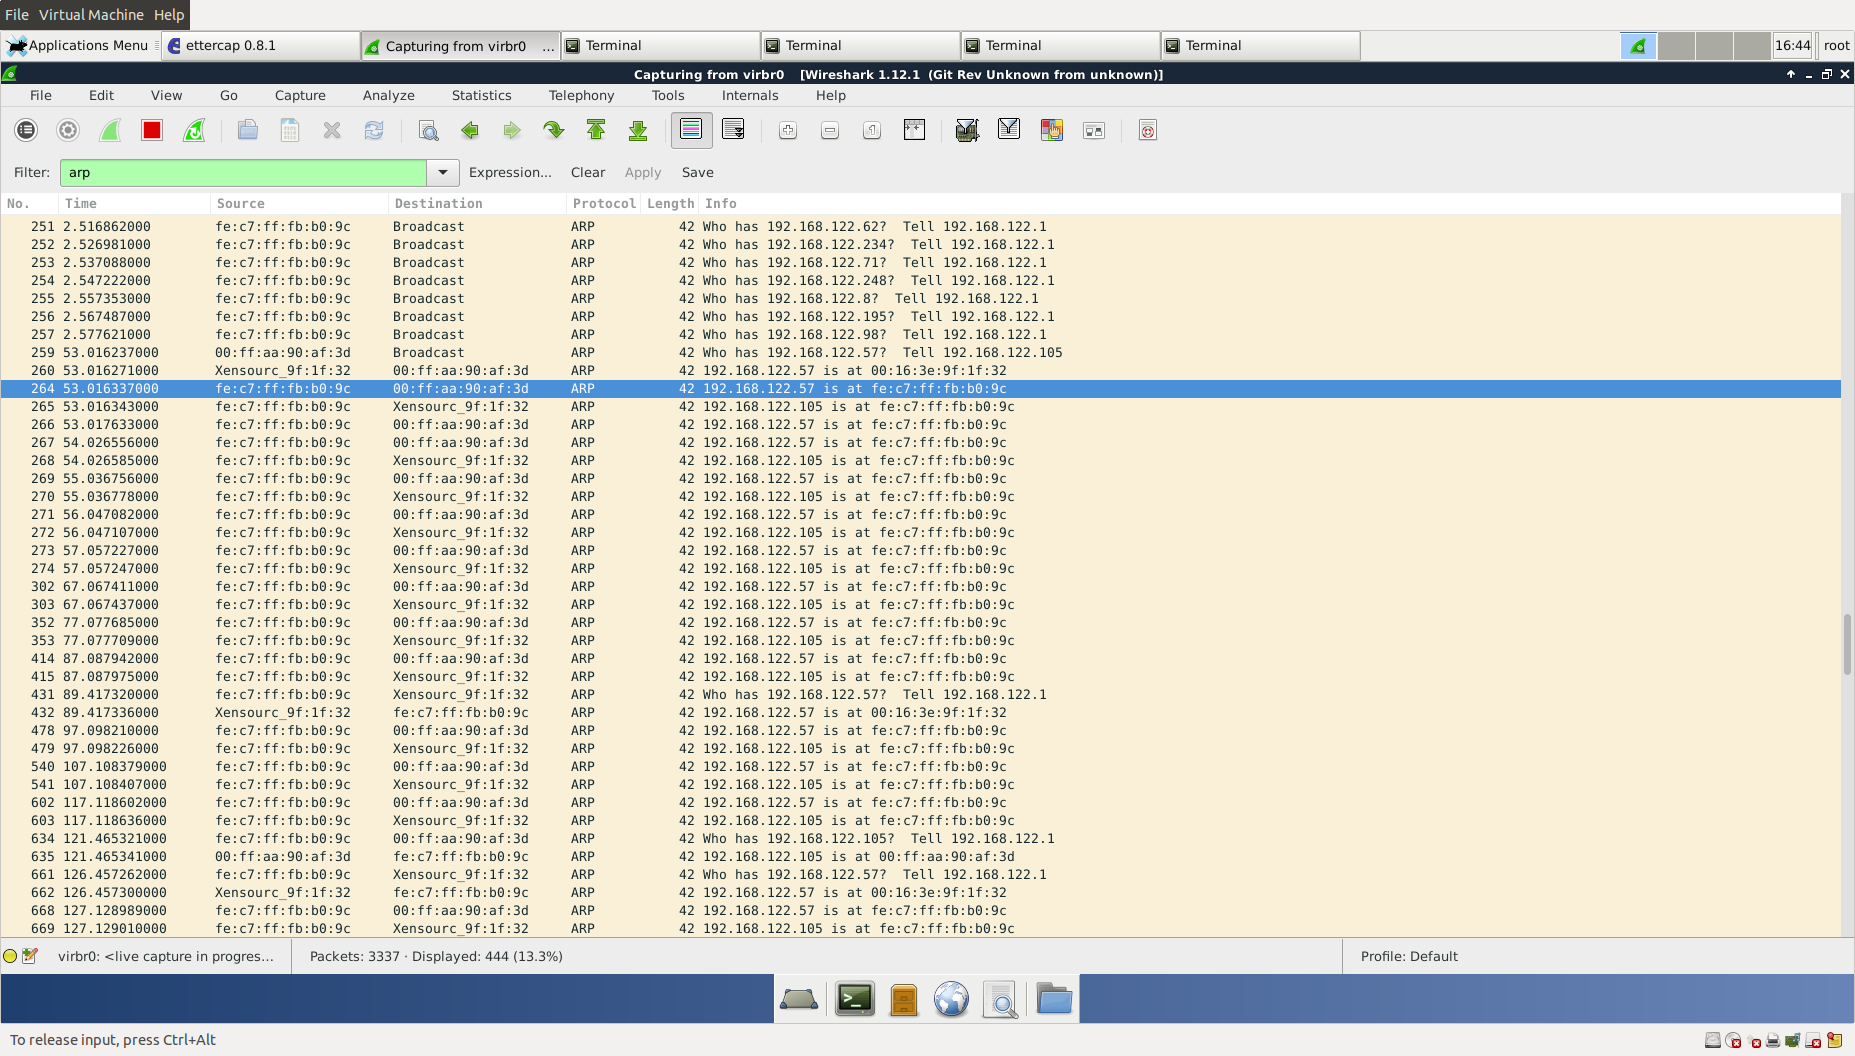 File Virtual Machine Help
Applications Menu ettercap 0.8.1 Capturing from virbr0 ... Terminal Terminal Terminal Terminal 16:44 root
Capturing from virbr0 [Wireshark 1.12.1 (Git Rev Unknown from unknown)]
File Edit View Go Capture Analyze Statistics Telephony Tools Internals Help
Filter: arp Expression... Clear Apply Save
No. Time Source Destination Protocol Length Info
251 2.516862000 fe:c7:ff:fb:b0:9c Broadcast ARP 42 Who has 192.168.122.62? Tell 192.168.122.1
252 2.526981000 fe:c7:ff:fb:b0:9c Broadcast ARP 42 Who has 192.168.122.234? Tell 192.168.122.1
253 2.537088000 fe:c7:ff:fb:b0:9c Broadcast ARP 42 Who has 192.168.122.71? Tell 192.168.122.1
254 2.547222000 fe:c7:ff:fb:b0:9c Broadcast ARP 42 Who has 192.168.122.248? Tell 192.168.122.1
255 2.557353000 fe:c7:ff:fb:b0:9c Broadcast ARP 42 Who has 192.168.122.8? Tell 192.168.122.1
256 2.567487000 fe:c7:ff:fb:b0:9c Broadcast ARP 42 Who has 192.168.122.195? Tell 192.168.122.1
257 2.577621000 fe:c7:ff:fb:b0:9c Broadcast ARP 42 Who has 192.168.122.98? Tell 192.168.122.1
259 53.016237000 00:ff:aa:90:af:3d Broadcast ARP 42 Who has 192.168.122.57? Tell 192.168.122.105
260 53.016271000 Xensourc_9f:1f:32 00:ff:aa:90:af:3d ARP 42 192.168.122.57 is at 00:16:3e:9f:1f:32
264 53.016337000 fe:c7:ff:fb:b0:9c 00:ff:aa:90:af:3d ARP 42 192.168.122.57 is at fe:c7:ff:fb:b0:9c
265 53.016343000 fe:c7:ff:fb:b0:9c Xensourc_9f:1f:32 ARP 42 192.168.122.105 is at fe:c7:ff:fb:b0:9c
266 53.017633000 fe:c7:ff:fb:b0:9c 00:ff:aa:90:af:3d ARP 42 192.168.122.57 is at fe:c7:ff:fb:b0:9c
267 54.026556000 fe:c7:ff:fb:b0:9c 00:ff:aa:90:af:3d ARP 42 192.168.122.57 is at fe:c7:ff:fb:b0:9c
268 54.026585000 fe:c7:ff:fb:b0:9c Xensourc_9f:1f:32 ARP 42 192.168.122.105 is at fe:c7:ff:fb:b0:9c
269 55.036756000 fe:c7:ff:fb:b0:9c 00:ff:aa:90:af:3d ARP 42 192.168.122.57 is at fe:c7:ff:fb:b0:9c
270 55.036778000 fe:c7:ff:fb:b0:9c Xensourc_9f:1f:32 ARP 42 192.168.122.105 is at fe:c7:ff:fb:b0:9c
271 56.047082000 fe:c7:ff:fb:b0:9c 00:ff:aa:90:af:3d ARP 42 192.168.122.57 is at fe:c7:ff:fb:b0:9c
272 56.047107000 fe:c7:ff:fb:b0:9c Xensourc_9f:1f:32 ARP 42 192.168.122.105 is at fe:c7:ff:fb:b0:9c
273 57.057227000 fe:c7:ff:fb:b0:9c 00:ff:aa:90:af:3d ARP 42 192.168.122.57 is at fe:c7:ff:fb:b0:9c
274 57.057247000 fe:c7:ff:fb:b0:9c Xensourc_9f:1f:32 ARP 42 192.168.122.105 is at fe:c7:ff:fb:b0:9c
302 67.067411000 fe:c7:ff:fb:b0:9c 00:ff:aa:90:af:3d ARP 42 192.168.122.57 is at fe:c7:ff:fb:b0:9c
303 67.067437000 fe:c7:ff:fb:b0:9c Xensourc_9f:1f:32 ARP 42 192.168.122.105 is at fe:c7:ff:fb:b0:9c
352 77.077685000 fe:c7:ff:fb:b0:9c 00:ff:aa:90:af:3d ARP 42 192.168.122.57 is at fe:c7:ff:fb:b0:9c
353 77.077709000 fe:c7:ff:fb:b0:9c Xensourc_9f:1f:32 ARP 42 192.168.122.105 is at fe:c7:ff:fb:b0:9c
414 87.087942000 fe:c7:ff:fb:b0:9c 00:ff:aa:90:af:3d ARP 42 192.168.122.57 is at fe:c7:ff:fb:b0:9c
415 87.087975000 fe:c7:ff:fb:b0:9c Xensourc_9f:1f:32 ARP 42 192.168.122.105 is at fe:c7:ff:fb:b0:9c
431 89.417320000 fe:c7:ff:fb:b0:9c Xensourc_9f:1f:32 ARP 42 Who has 192.168.122.57? Tell 192.168.122.1
432 89.417336000 Xensourc_9f:1f:32 fe:c7:ff:fb:b0:9c ARP 42 192.168.122.57 is at 00:16:3e:9f:1f:32
478 97.098210000 fe:c7:ff:fb:b0:9c 00:ff:aa:90:af:3d ARP 42 192.168.122.57 is at fe:c7:ff:fb:b0:9c
479 97.098226000 fe:c7:ff:fb:b0:9c Xensourc_9f:1f:32 ARP 42 192.168.122.105 is at fe:c7:ff:fb:b0:9c
540 107.108379000 fe:c7:ff:fb:b0:9c 00:ff:aa:90:af:3d ARP 42 192.168.122.57 is at fe:c7:ff:fb:b0:9c
541 107.108407000 fe:c7:ff:fb:b0:9c Xensourc_9f:1f:32 ARP 42 192.168.122.105 is at fe:c7:ff:fb:b0:9c
602 117.118602000 fe:c7:ff:fb:b0:9c 00:ff:aa:90:af:3d ARP 42 192.168.122.57 is at fe:c7:ff:fb:b0:9c
603 117.118636000 fe:c7:ff:fb:b0:9c Xensourc_9f:1f:32 ARP 42 192.168.122.105 is at fe:c7:ff:fb:b0:9c
634 121.465321000 fe:c7:ff:fb:b0:9c 00:ff:aa:90:af:3d ARP 42 Who has 192.168.122.105? Tell 192.168.122.1
635 121.465341000 00:ff:aa:90:af:3d fe:c7:ff:fb:b0:9c ARP 42 192.168.122.105 is at 00:ff:aa:90:af:3d
661 126.457262000 fe:c7:ff:fb:b0:9c Xensourc_9f:1f:32 ARP 42 Who has 192.168.122.57? Tell 192.168.122.1
662 126.457300000 Xensourc_9f:1f:32 fe:c7:ff:fb:b0:9c ARP 42 192.168.122.57 is at 00:16:3e:9f:1f:32
668 127.128989000 fe:c7:ff:fb:b0:9c 00:ff:aa:90:af:3d ARP 42 192.168.122.57 is at fe:c7:ff:fb:b0:9c
669 127.129010000 fe:c7:ff:fb:b0:9c Xensourc_9f:1f:32 ARP 42 192.168.122.105 is at fe:c7:ff:fb:b0:9c
virbr0: <live capture in progres... Packets: 3337 · Displayed: 444 (13.3%) Profile: Default
To release input, press Ctrl+Alt